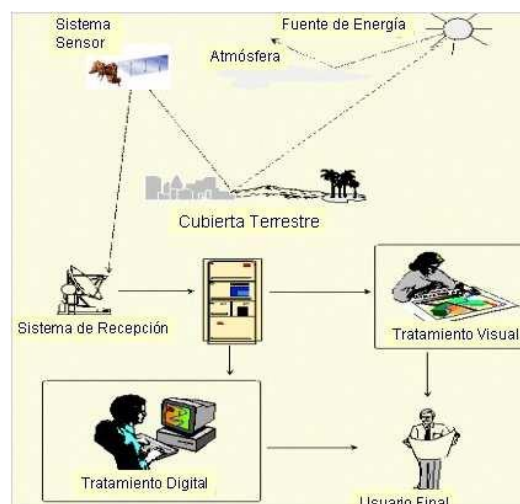 Sistema
Sensor
Fuente de Energía
Atmósfera
Cubierta Terrestre
Sistema de Recepción
Tratamiento Visual
Tratamiento Digital
Usuario Final